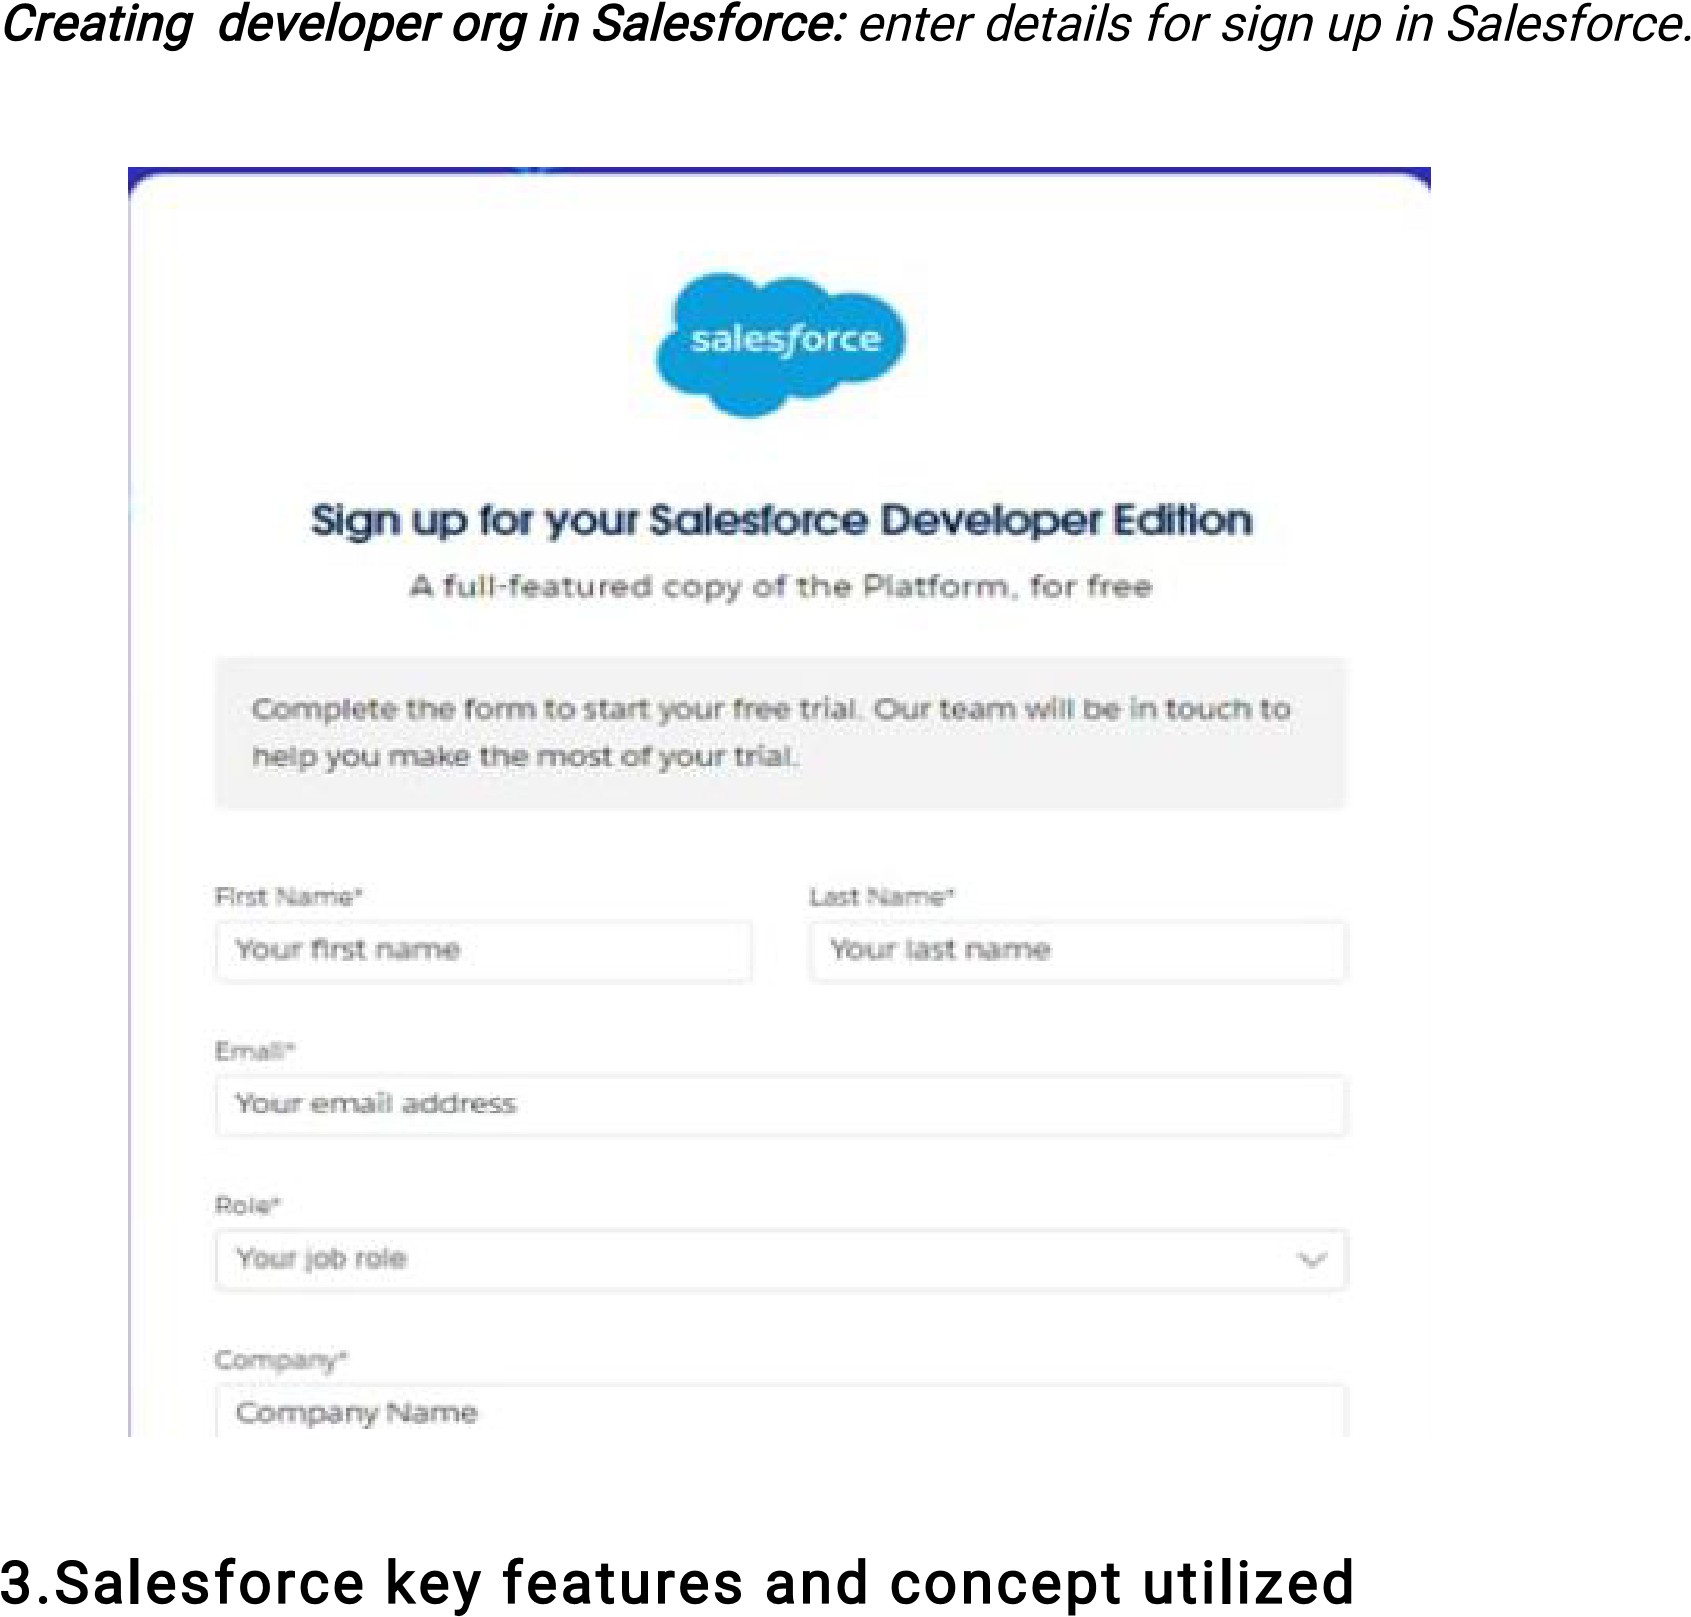 Creating developer org in Salesforce: enter details for sign up in Salesforce.
salesforce
Sign up for your Salesforce Developer Edition
A full-featured copy of the Platform, for free
Complete the form to start your free trial. Our team will be in touch to
help you make the most of your trial.
First Name* Last Name*
Your first name Your last name
Email*
Your email address
Role*
Your job role
Company*
Company Name
3.Salesforce key features and concept utilized